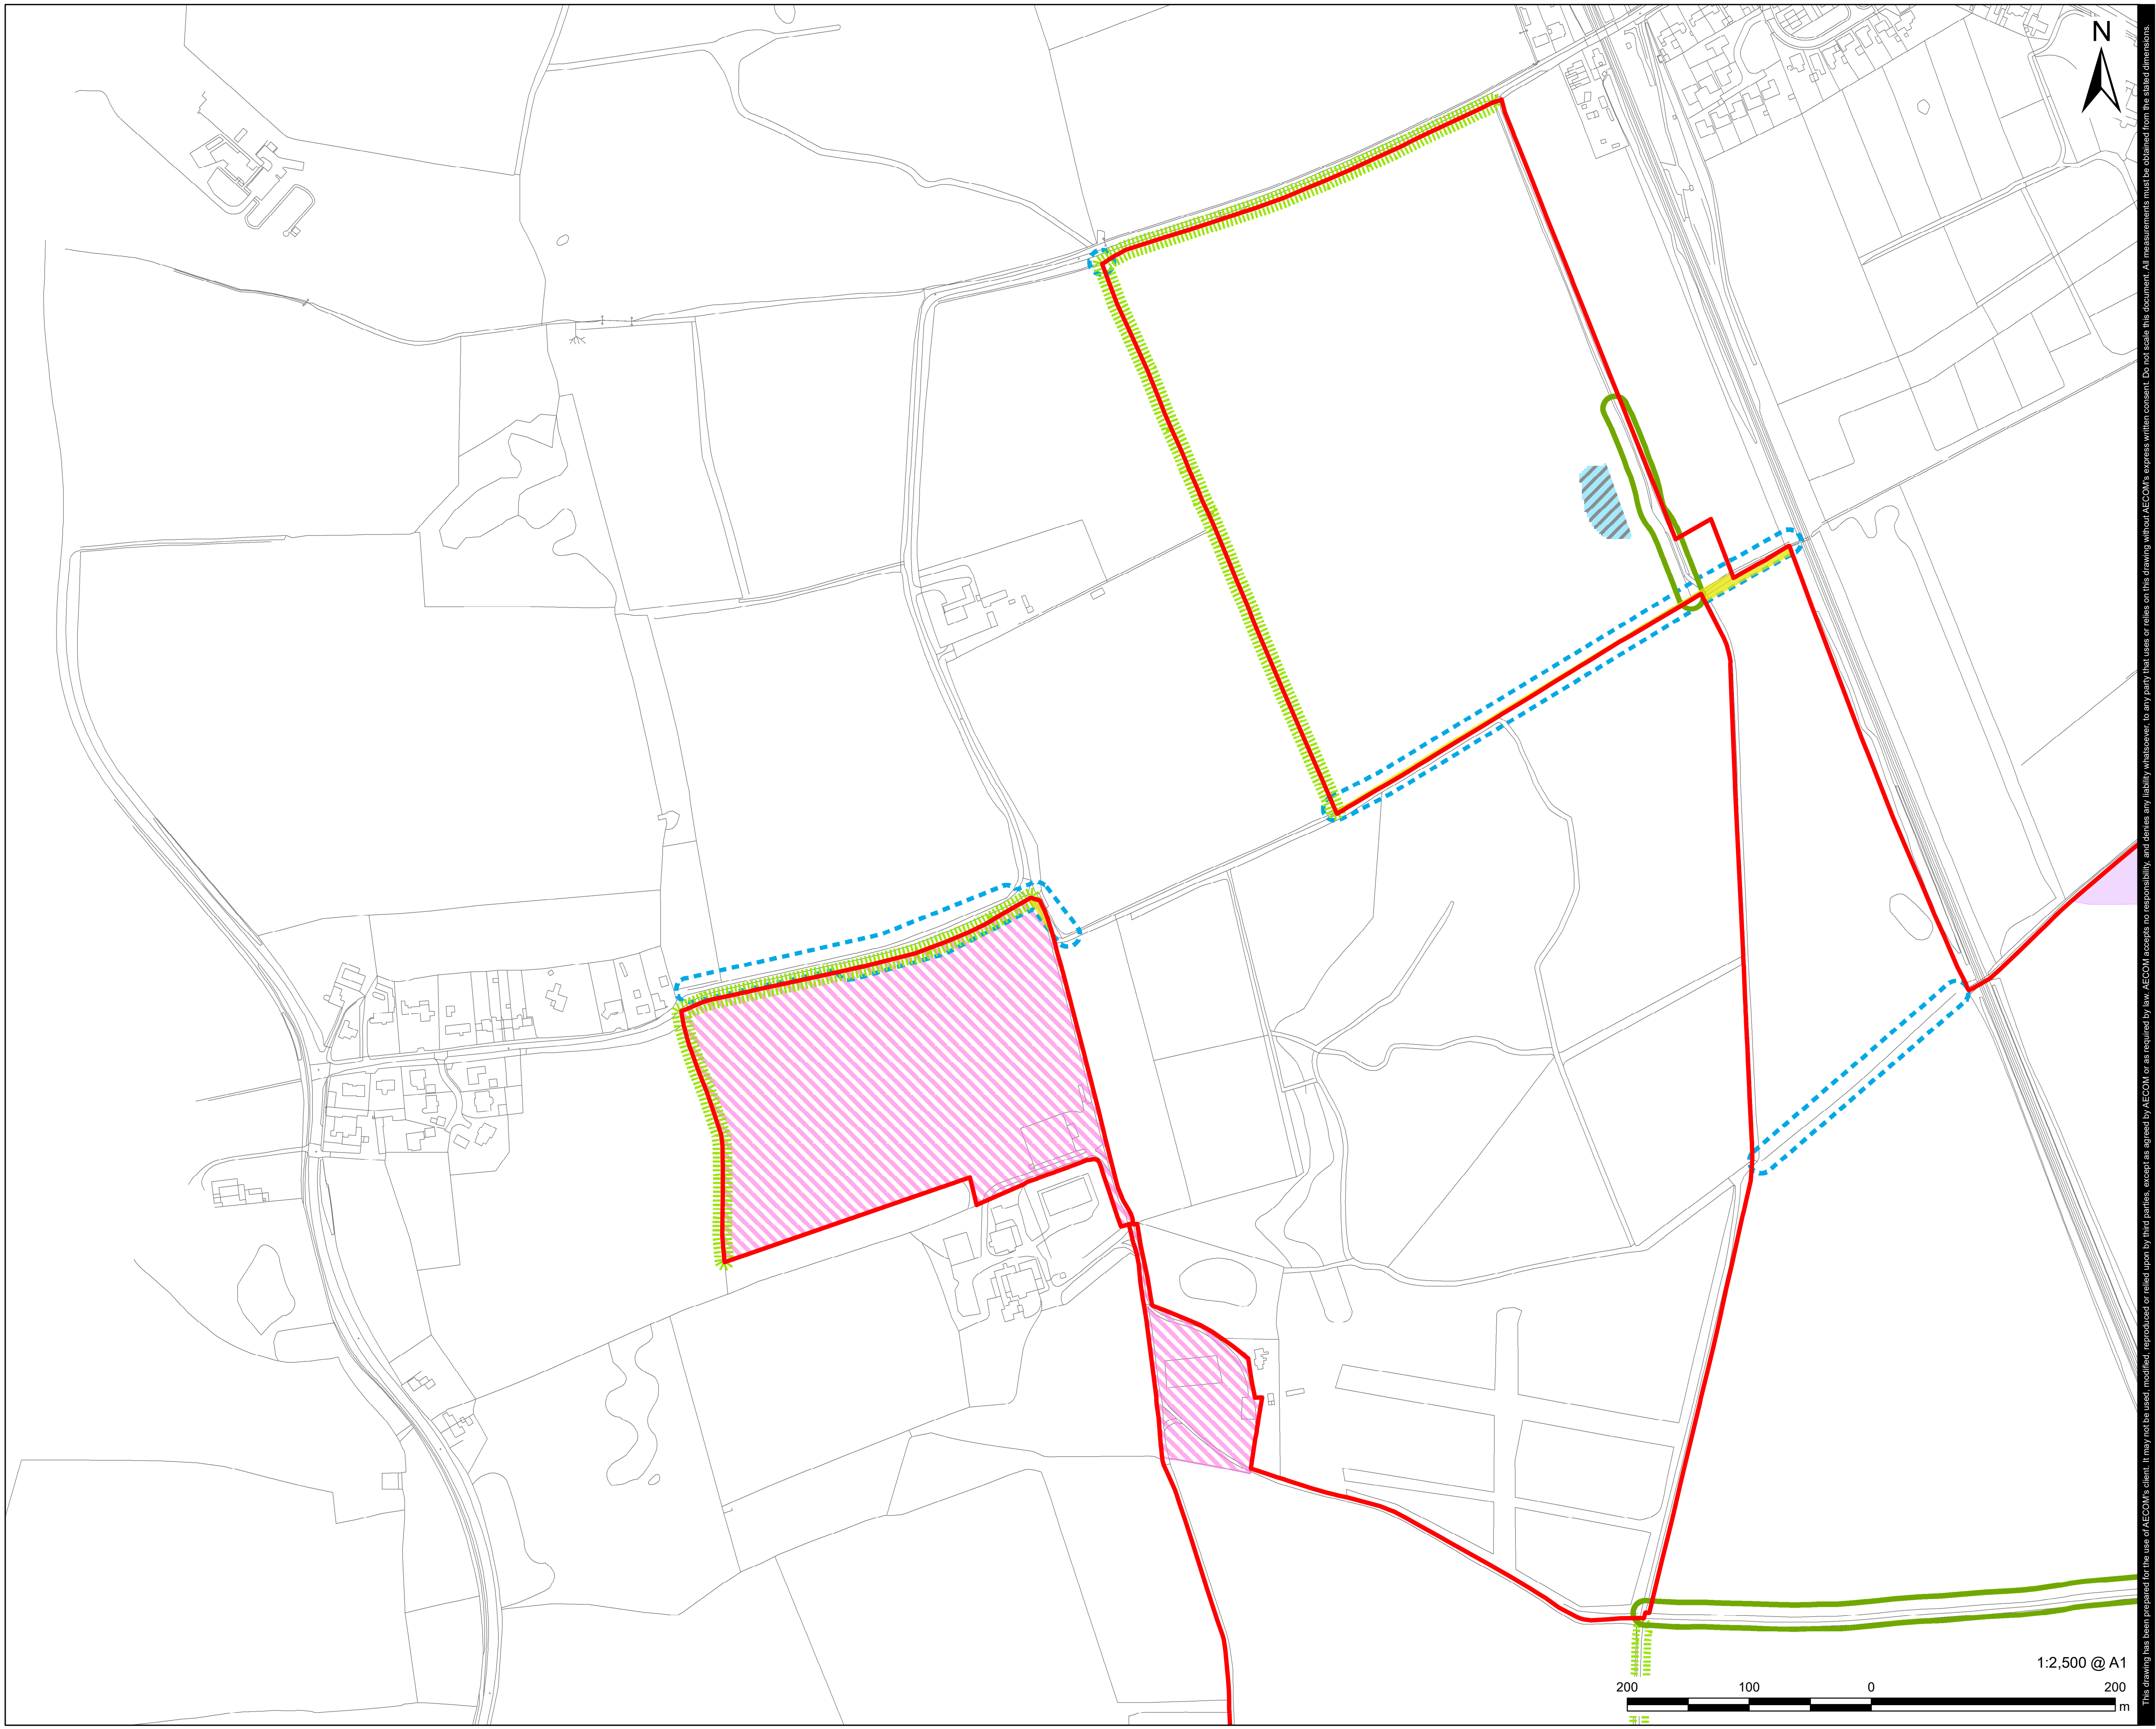 N
This drawing has been prepared for the use of AECOM's client. It may not be used, modified, reproduced or relied upon by third parties, except as agreed by AECOM or as required by law. AECOM accepts no responsibility, and denies any liability whatsoever, to any party that uses or relies on this drawing without AECOM's express written consent. Do not scale this document. All measurements must be obtained from the stated dimensions.
1:2,500 @ A1
200 100 0 200
m